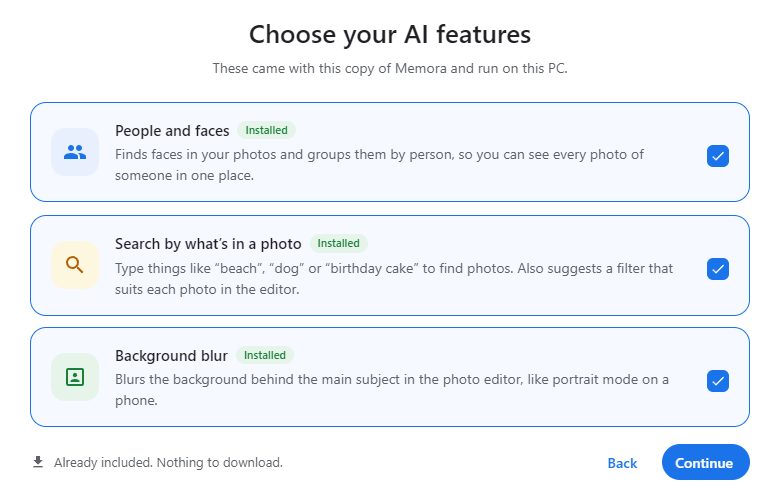 Choose your AI features
These came with this copy of Memora and run on this PC.
People and faces Installed
Finds faces in your photos and groups them by person, so you can see every photo of
someone in one place.
Search by what’s in a photo Installed
Type things like “beach”, “dog” or “birthday cake” to find photos. Also suggests a filter that
suits each photo in the editor.
Background blur Installed
Blurs the background behind the main subject in the photo editor, like portrait mode on a
phone.
Already included. Nothing to download.
Back
Continue